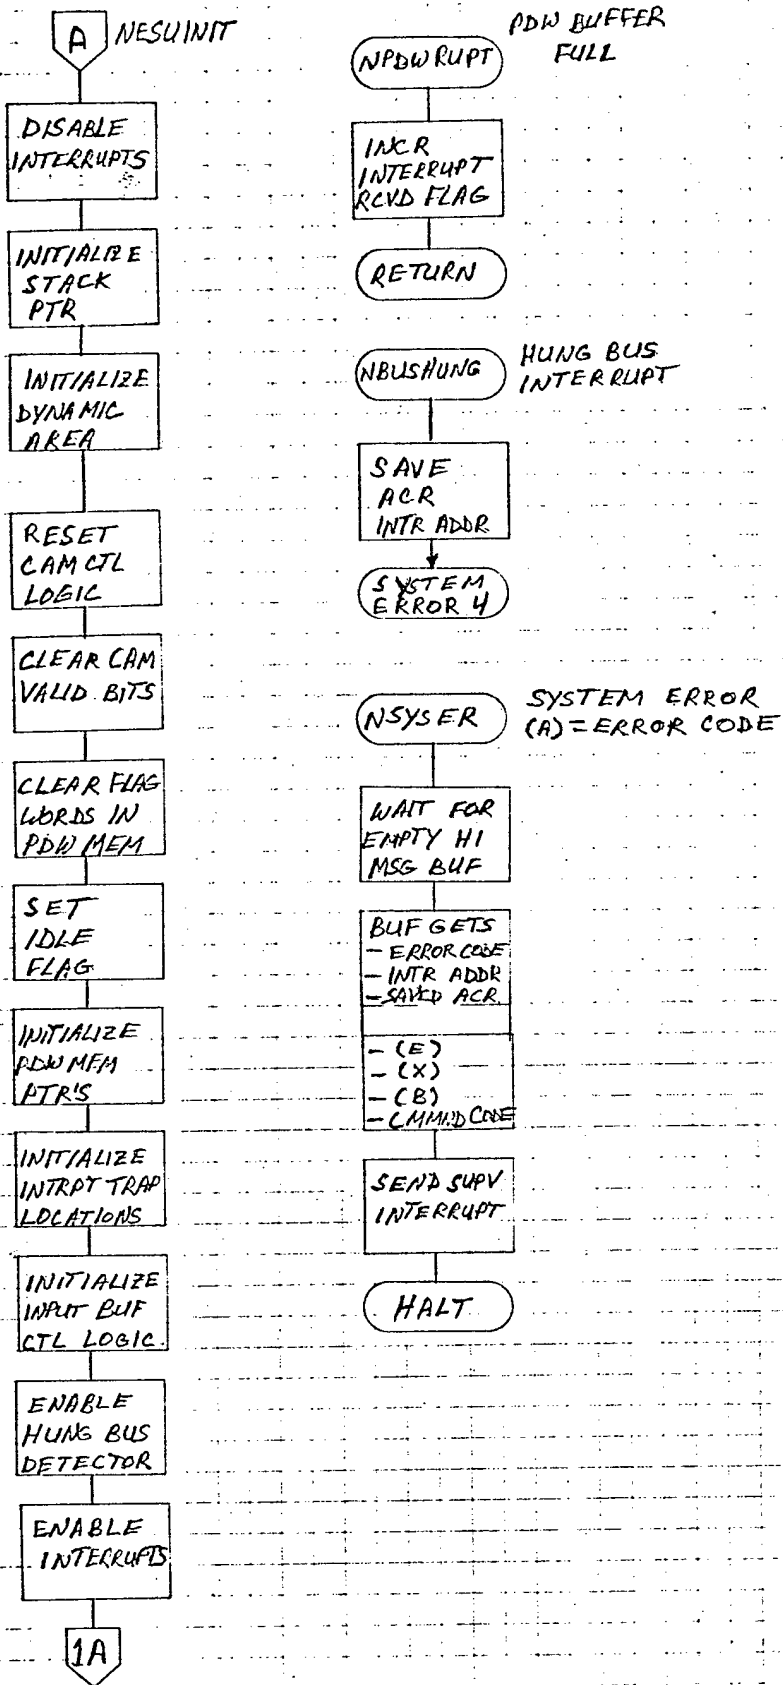 A NESUINIT
DISABLE
INTERRUPTS
INITIALIZE
STACK
PTR
INITIALIZE
DYNAMIC
AREA
RESET
CAM CTL
LOGIC
CLEAR CAM
VALID BITS
CLEAR FLAG
WORDS IN
PDW MEM
SET
IDLE
FLAG
INITIALIZE
PDW MEM
PTR'S
INITIALIZE
INTRPT TRAP
LOCATIONS
INITIALIZE
INPUT BUF
CTL LOGIC
ENABLE
HUNG BUS
DETECTOR
ENABLE
INTERRUPTS
1A
NPDWRUPT
PDW BUFFER
FULL
INCR
INTERRUPT
RCVD FLAG
RETURN
NBUSHUNG
HUNG BUS
INTERRUPT
SAVE
ACR
INTR ADDR
SYSTEM
ERROR 4
NSYSER
SYSTEM ERROR
(A) = ERROR CODE
WAIT FOR
EMPTY HI
MSG BUF
BUF GETS
- ERROR CODE
- INTR ADDR
- SAVED ACR
- (E)
- (X)
- (B)
- CMMND CODE
SEND SUPV
INTERRUPT
HALT